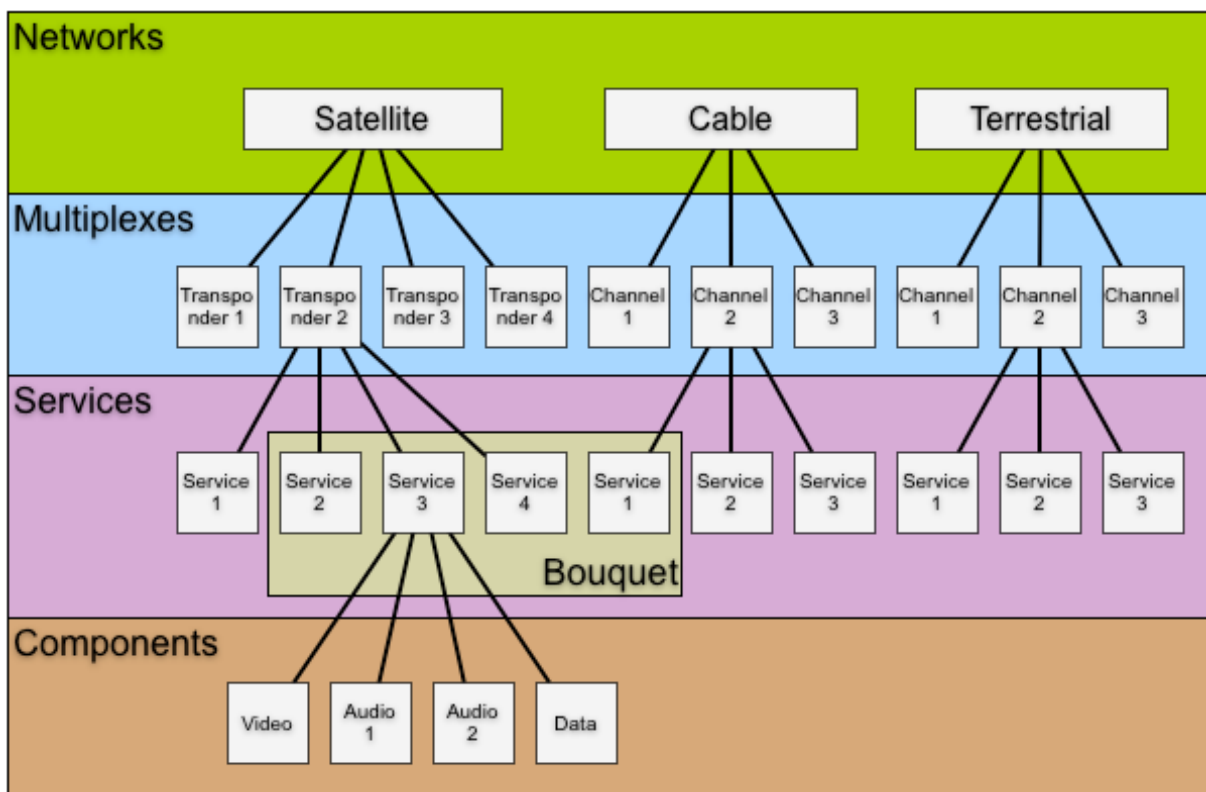 Networks
Satellite
Cable
Terrestrial
Multiplexes
Transpo
nder 1
Transpo
nder 2
Transpo
nder 3
Transpo
nder 4
Channel
1
Channel
2
Channel
3
Channel
1
Channel
2
Channel
3
Services
Service
1
Service
2
Service
3
Service
4
Service
1
Service
2
Service
3
Service
1
Service
2
Service
3
Bouquet
Components
Video
Audio
1
Audio
2
Data